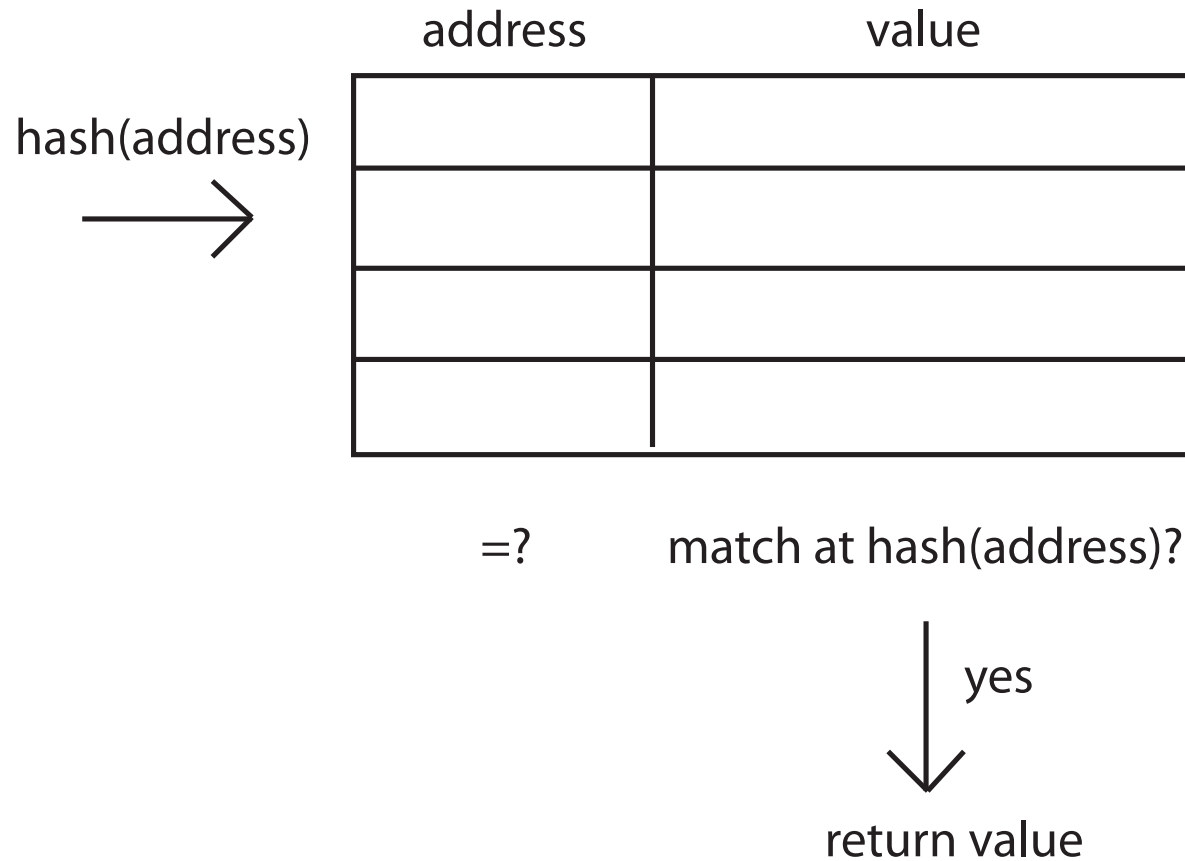 address value
hash(address)
=? match at hash(address)?
yes
return value